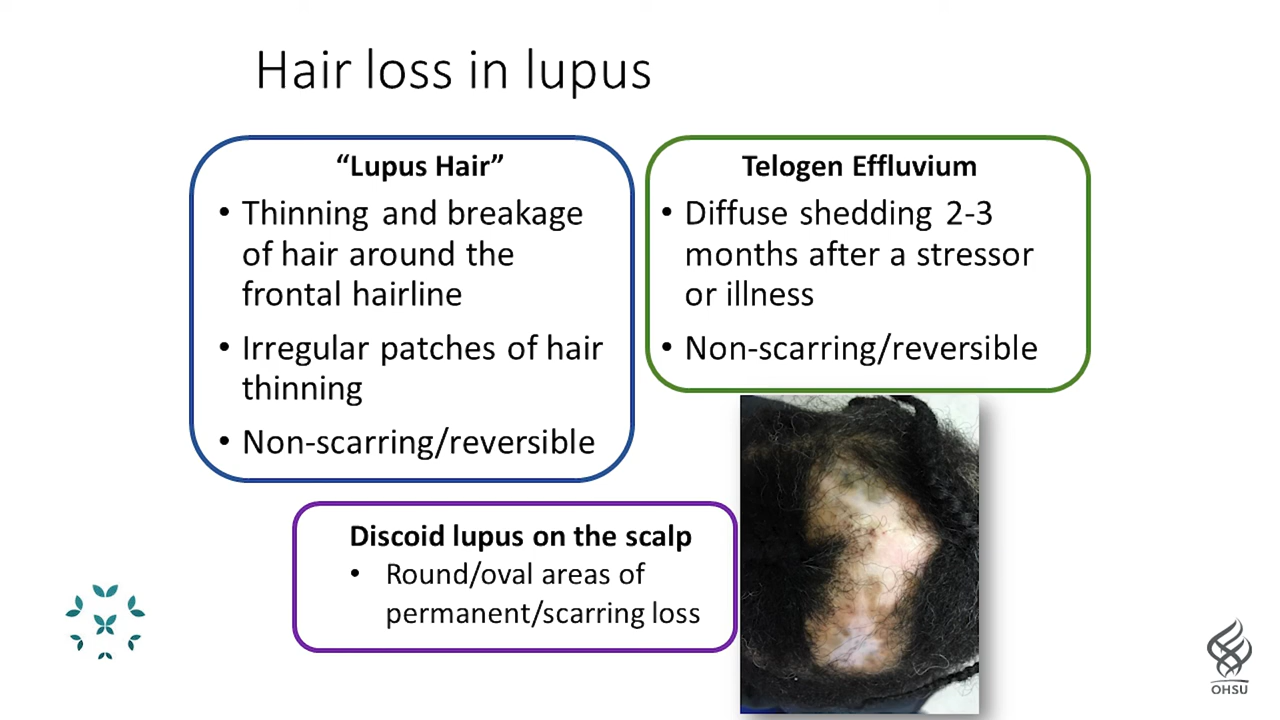 Hair loss in lupus
“Lupus Hair”
• Thinning and breakage
of hair around the
frontal hairline
• Irregular patches of hair
thinning
• Non-scarring/reversible
Telogen Effluvium
• Diffuse shedding 2-3
months after a stressor
or illness
• Non-scarring/reversible
Discoid lupus on the scalp
• Round/oval areas of
permanent/scarring loss
OHSU